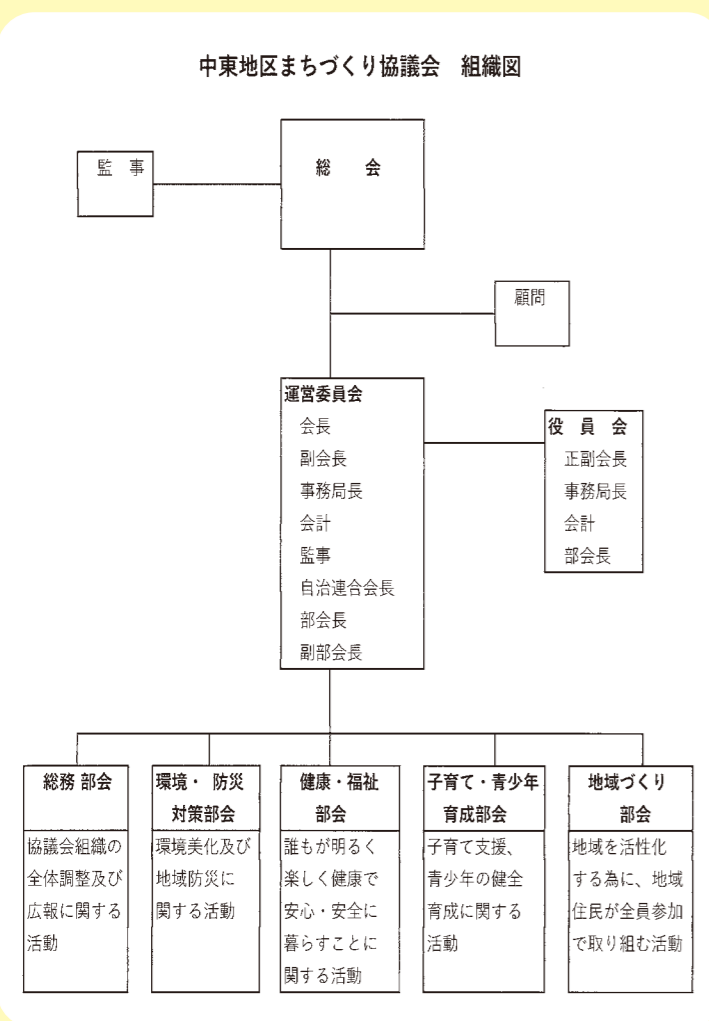 中東地区まちづくり協議会　組織図
監　事
総　会
顧問
運営委員会
会長
副会長
事務局長
会計
監事
自治連合会長
部会長
副部会長
役　員　会
正副会長
事務局長
会計
部会長
総務 部会
協議会組織の
全体調整及び
広報に関する
活動
環境・ 防災
対策部会
環境美化及び
地域防災に
関する活動
健康・福祉
部会
誰もが明るく
楽しく健康で
安心・安全に
暮らすことに
関する活動
子育て・青少年
育成部会
子育て支援、
青少年の健全
育成に関する
活動
地域づくり
部会
地域を活性化
する為に、地域
住民が全員参加
で取り組む活動